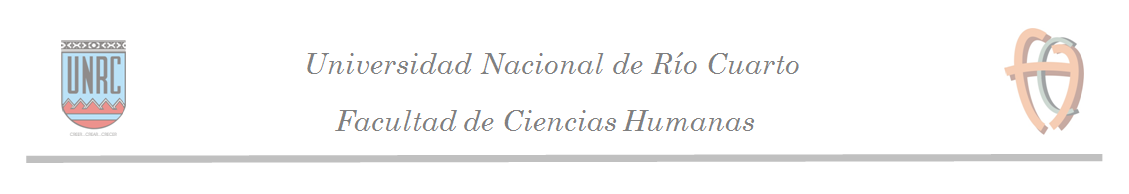 UNRC
Universidad Nacional de Río Cuarto
Facultad de Ciencias Humanas